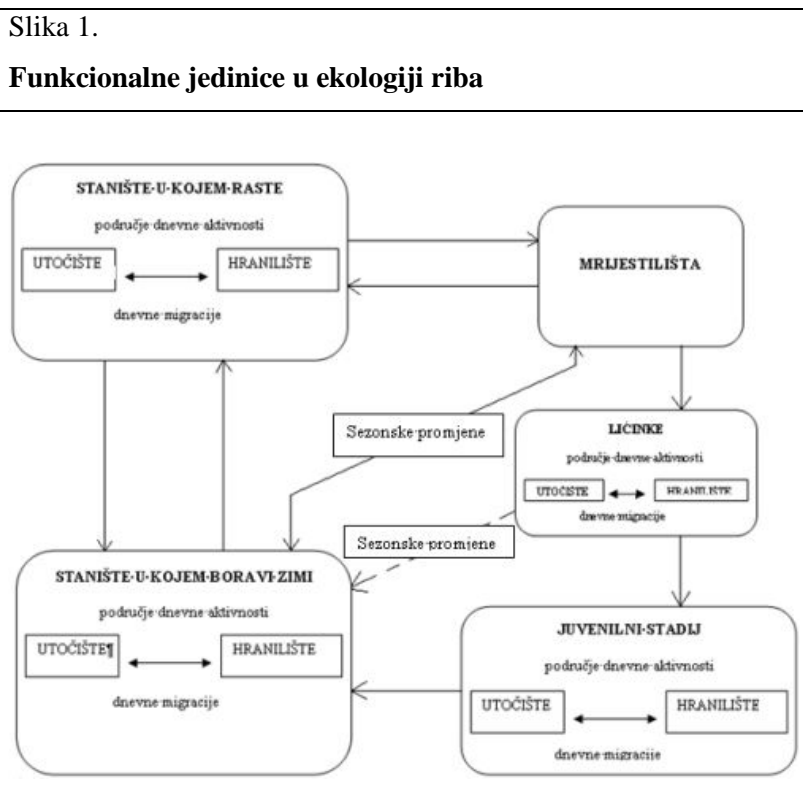 Slika 1.
Funkcionalne jedinice u ekologiji riba
STANIŠTE·U·KOJEM·RASTE
područje·dnevne·aktivnosti
UTOČIŠTE
HRANILIŠTE
dnevne·migracije
MRIJESTILIŠTA
Sezonske·promjene
LIČINKE
područje·dnevne·aktivnosti
UTOČIŠTE
HRANILIŠTE
dnevne·migracije
Sezonske·promjene
STANIŠTE·U·KOJEM·BORAVI·ZIMI
područje·dnevne·aktivnosti
UTOČIŠTE¶
HRANILIŠTE
dnevne·migracije
JUVENILNI·STADIJ
područje·dnevne·aktivnosti
UTOČIŠTE
HRANILIŠTE
dnevne·migracije